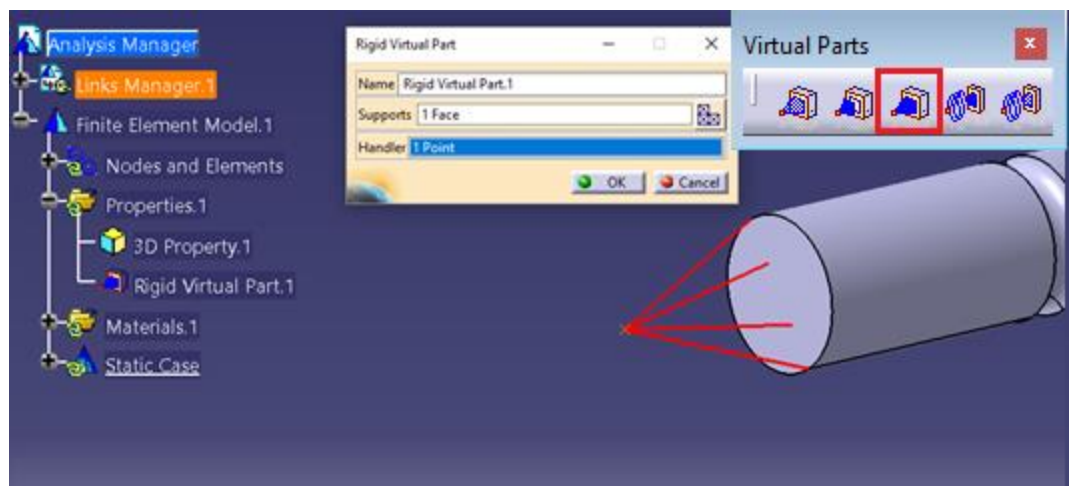 Analysis Manager
Links Manager.1
Finite Element Model.1
Nodes and Elements
Properties.1
3D Property.1
Rigid Virtual Part.1
Materials.1
Static Case
Rigid Virtual Part
Name Rigid Virtual Part.1
Supports 1 Face
Handler 1 Point
OK Cancel
Virtual Parts